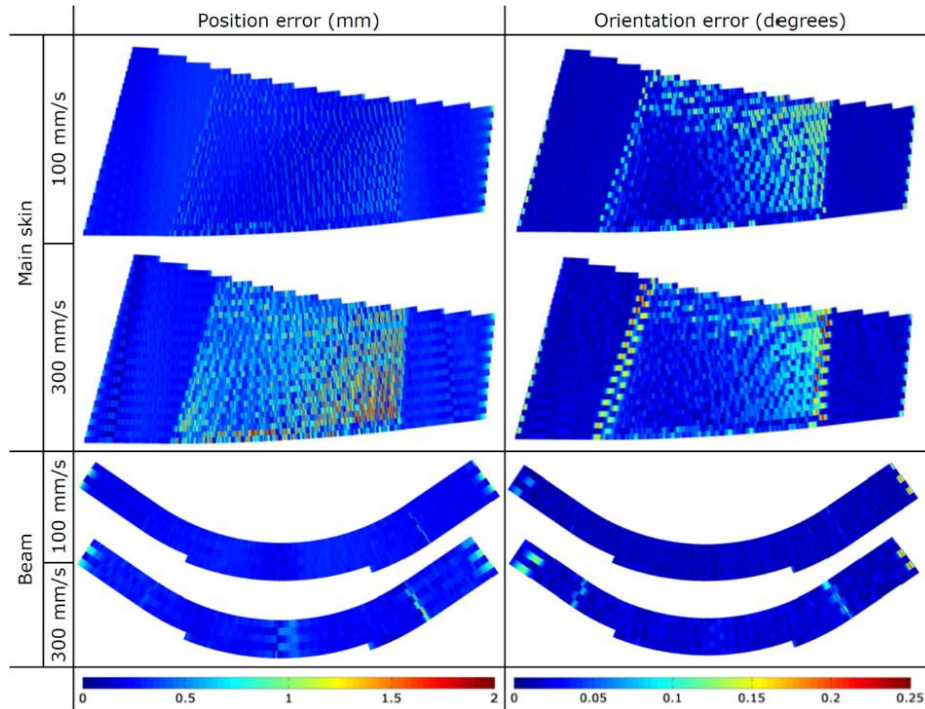 Position error (mm)
Orientation error (degrees)
Main skin
100 mm/s
300 mm/s
Beam
100 mm/s
300 mm/s
0 0.5 1 1.5 2
0 0.05 0.1 0.15 0.2 0.25